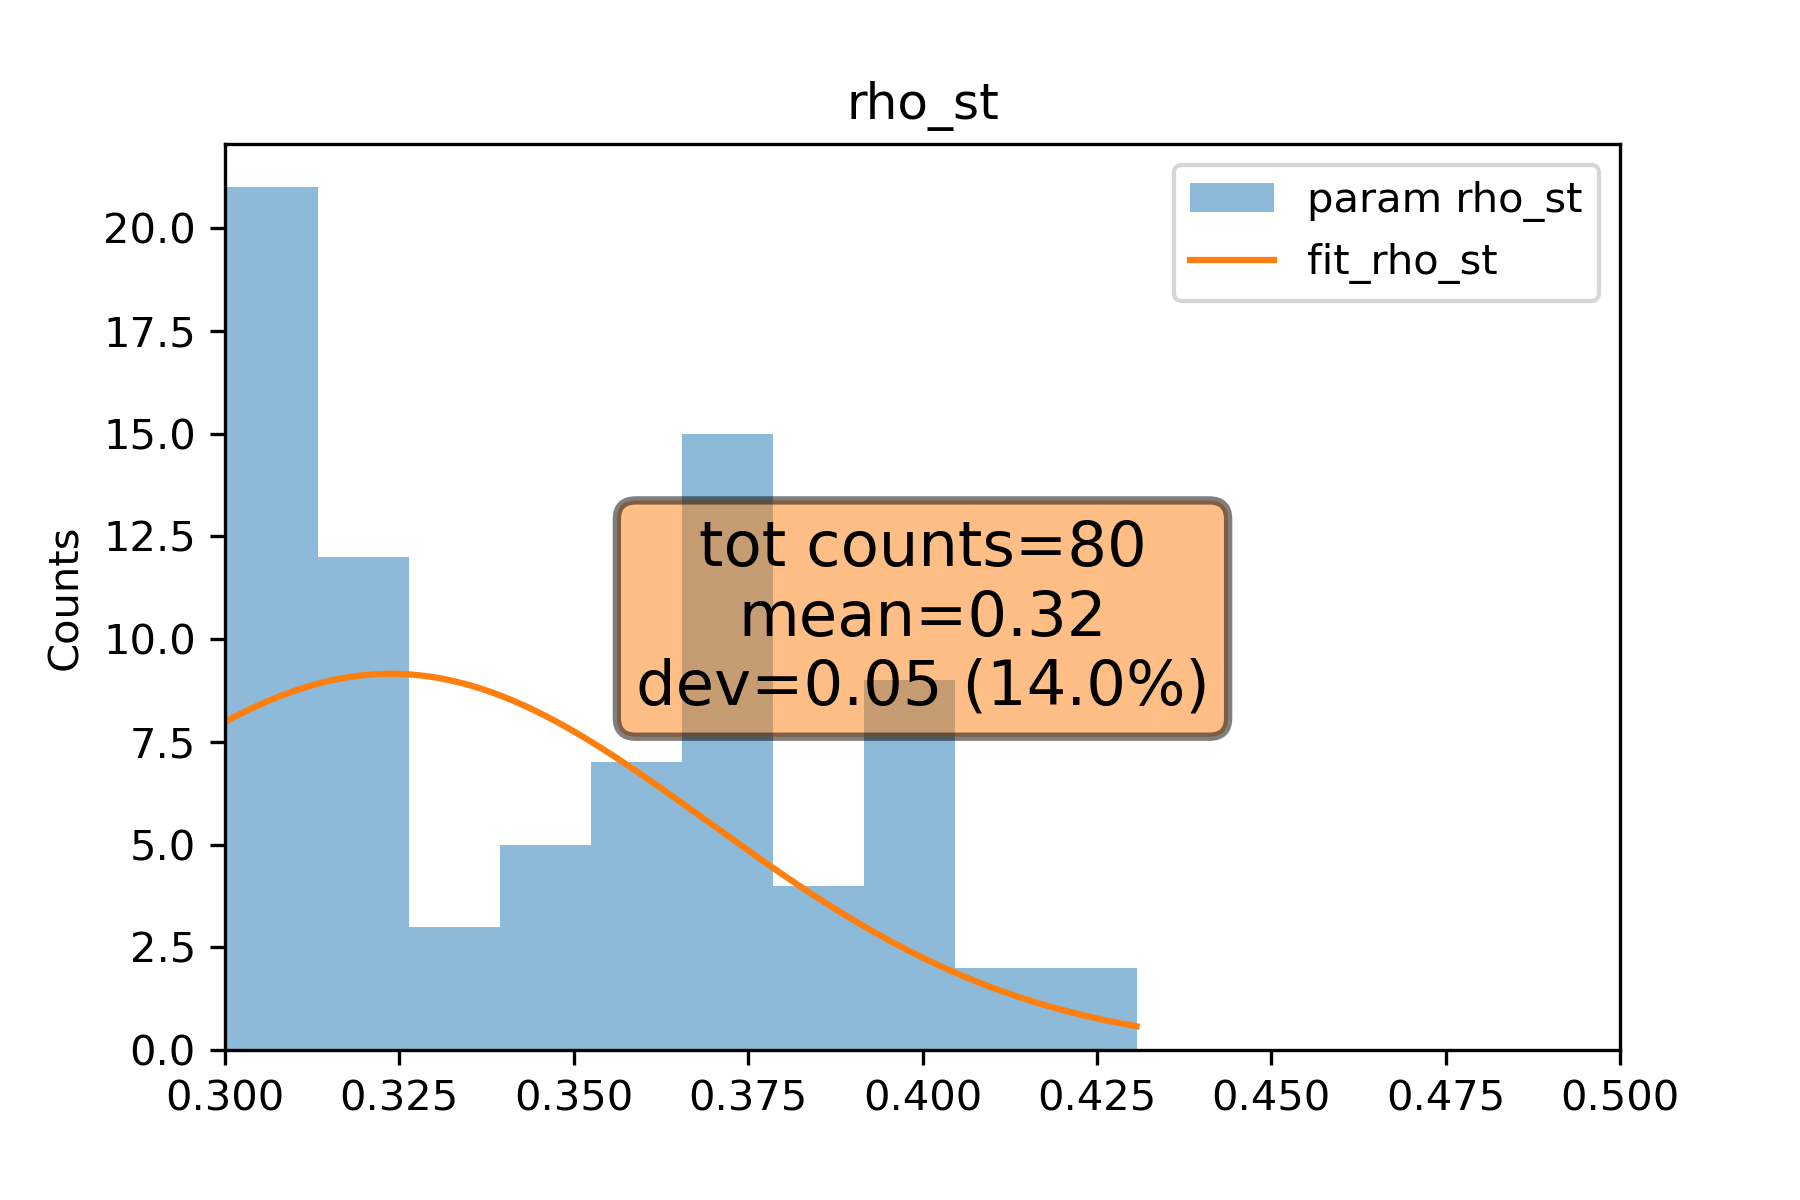 rho_st
param rho_st
fit_rho_st
Counts
20.0
17.5
15.0
12.5
10.0
7.5
5.0
2.5
0.0
tot counts=80
mean=0.32
dev=0.05 (14.0%)
0.300 0.325 0.350 0.375 0.400 0.425 0.450 0.475 0.500